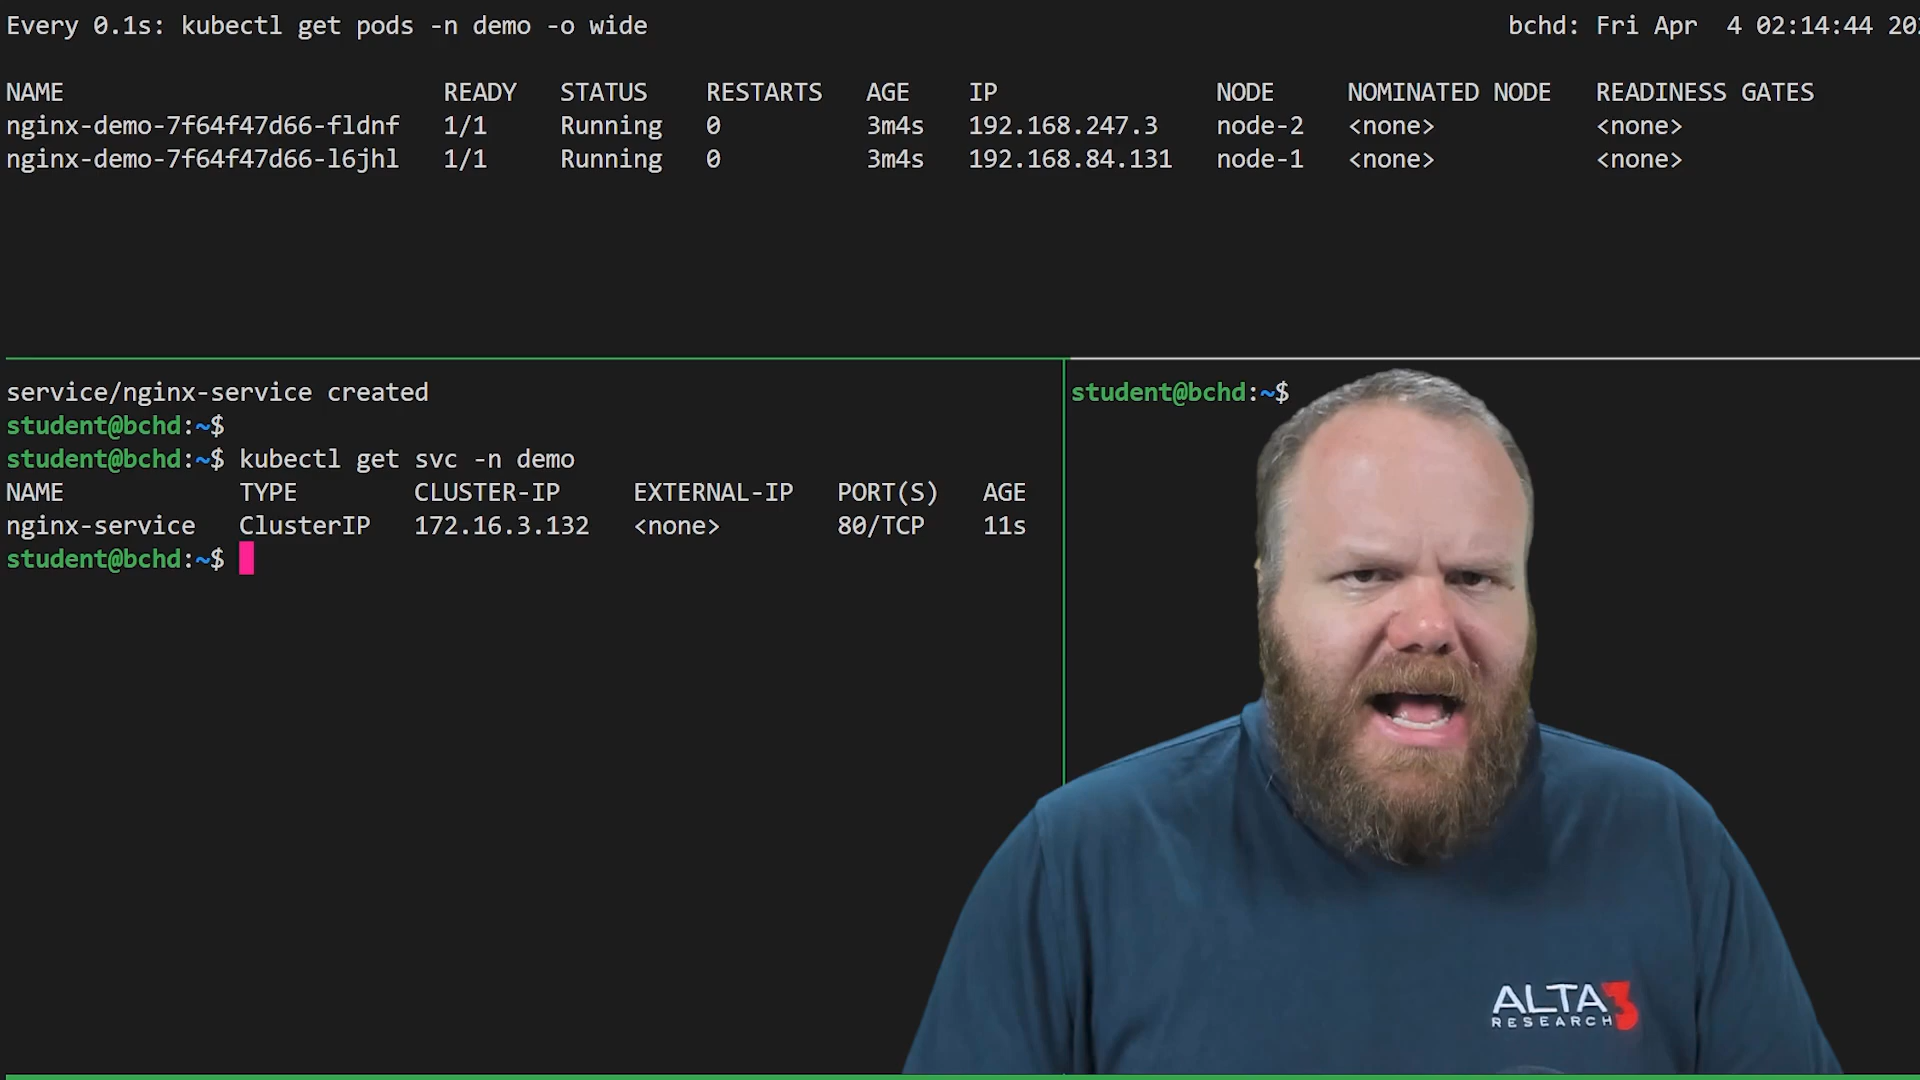 Every 0.1s: kubectl get pods -n demo -o wide bchd: Fri Apr 4 02:14:44
NAME READY STATUS RESTARTS AGE IP NODE NOMINATED NODE READINESS GATES
nginx-demo-7f64f47d66-fldnf 1/1 Running 0 3m4s 192.168.247.3 node-2 <none> <none>
nginx-demo-7f64f47d66-l6jhl 1/1 Running 0 3m4s 192.168.84.131 node-1 <none> <none>
service/nginx-service created
student@bchd:~$
student@bchd:~$ kubectl get svc -n demo
NAME TYPE CLUSTER-IP EXTERNAL-IP PORT(S) AGE
nginx-service ClusterIP 172.16.3.132 <none> 80/TCP 11s
student@bchd:~$
student@bchd:~$
ALTA3
RESEARCH